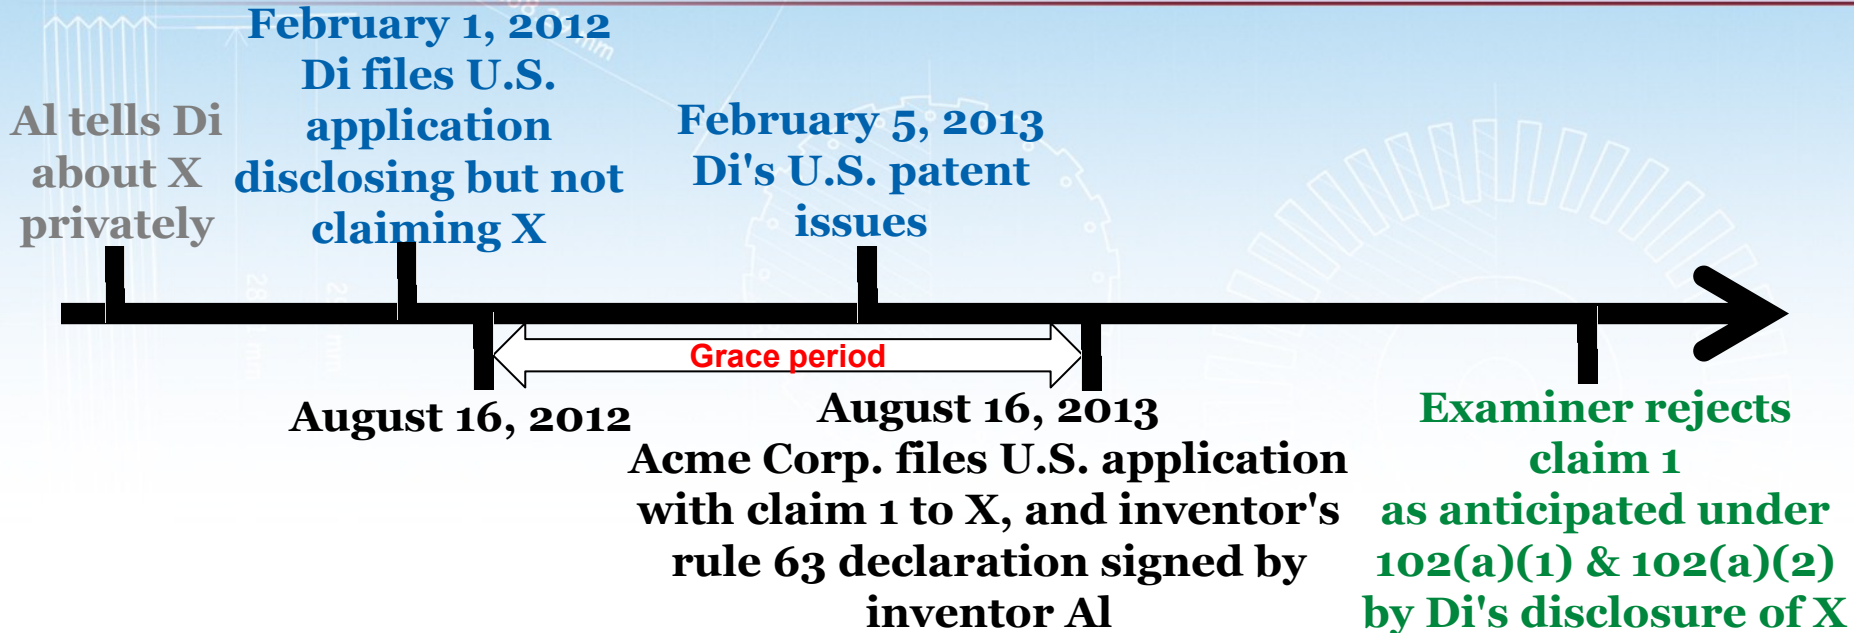 Al tells Di
about X
privately
February 1, 2012
Di files U.S.
application
disclosing but not
claiming X
February 5, 2013
Di's U.S. patent
issues
Grace period
August 16, 2012
August 16, 2013
Acme Corp. files U.S. application
with claim 1 to X, and inventor's
rule 63 declaration signed by
inventor Al
Examiner rejects
claim 1
as anticipated under
102(a)(1) & 102(a)(2)
by Di's disclosure of X